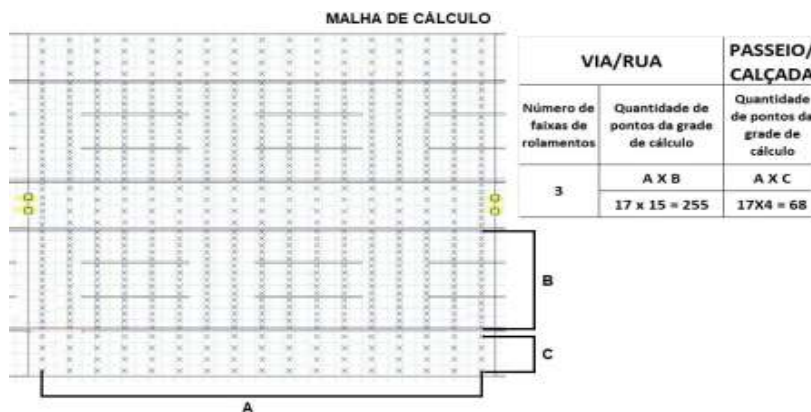 MALHA DE CÁLCULO
VIA/RUA
PASSEIO/
CALÇADA
Número de
faixas de
rolamentos
Quantidade de
pontos da grade
de cálculo
Quantidade
de pontos da
grade de
cálculo
3
A X B
A X C
17 x 15 = 255
17X4 = 68
B
C
A